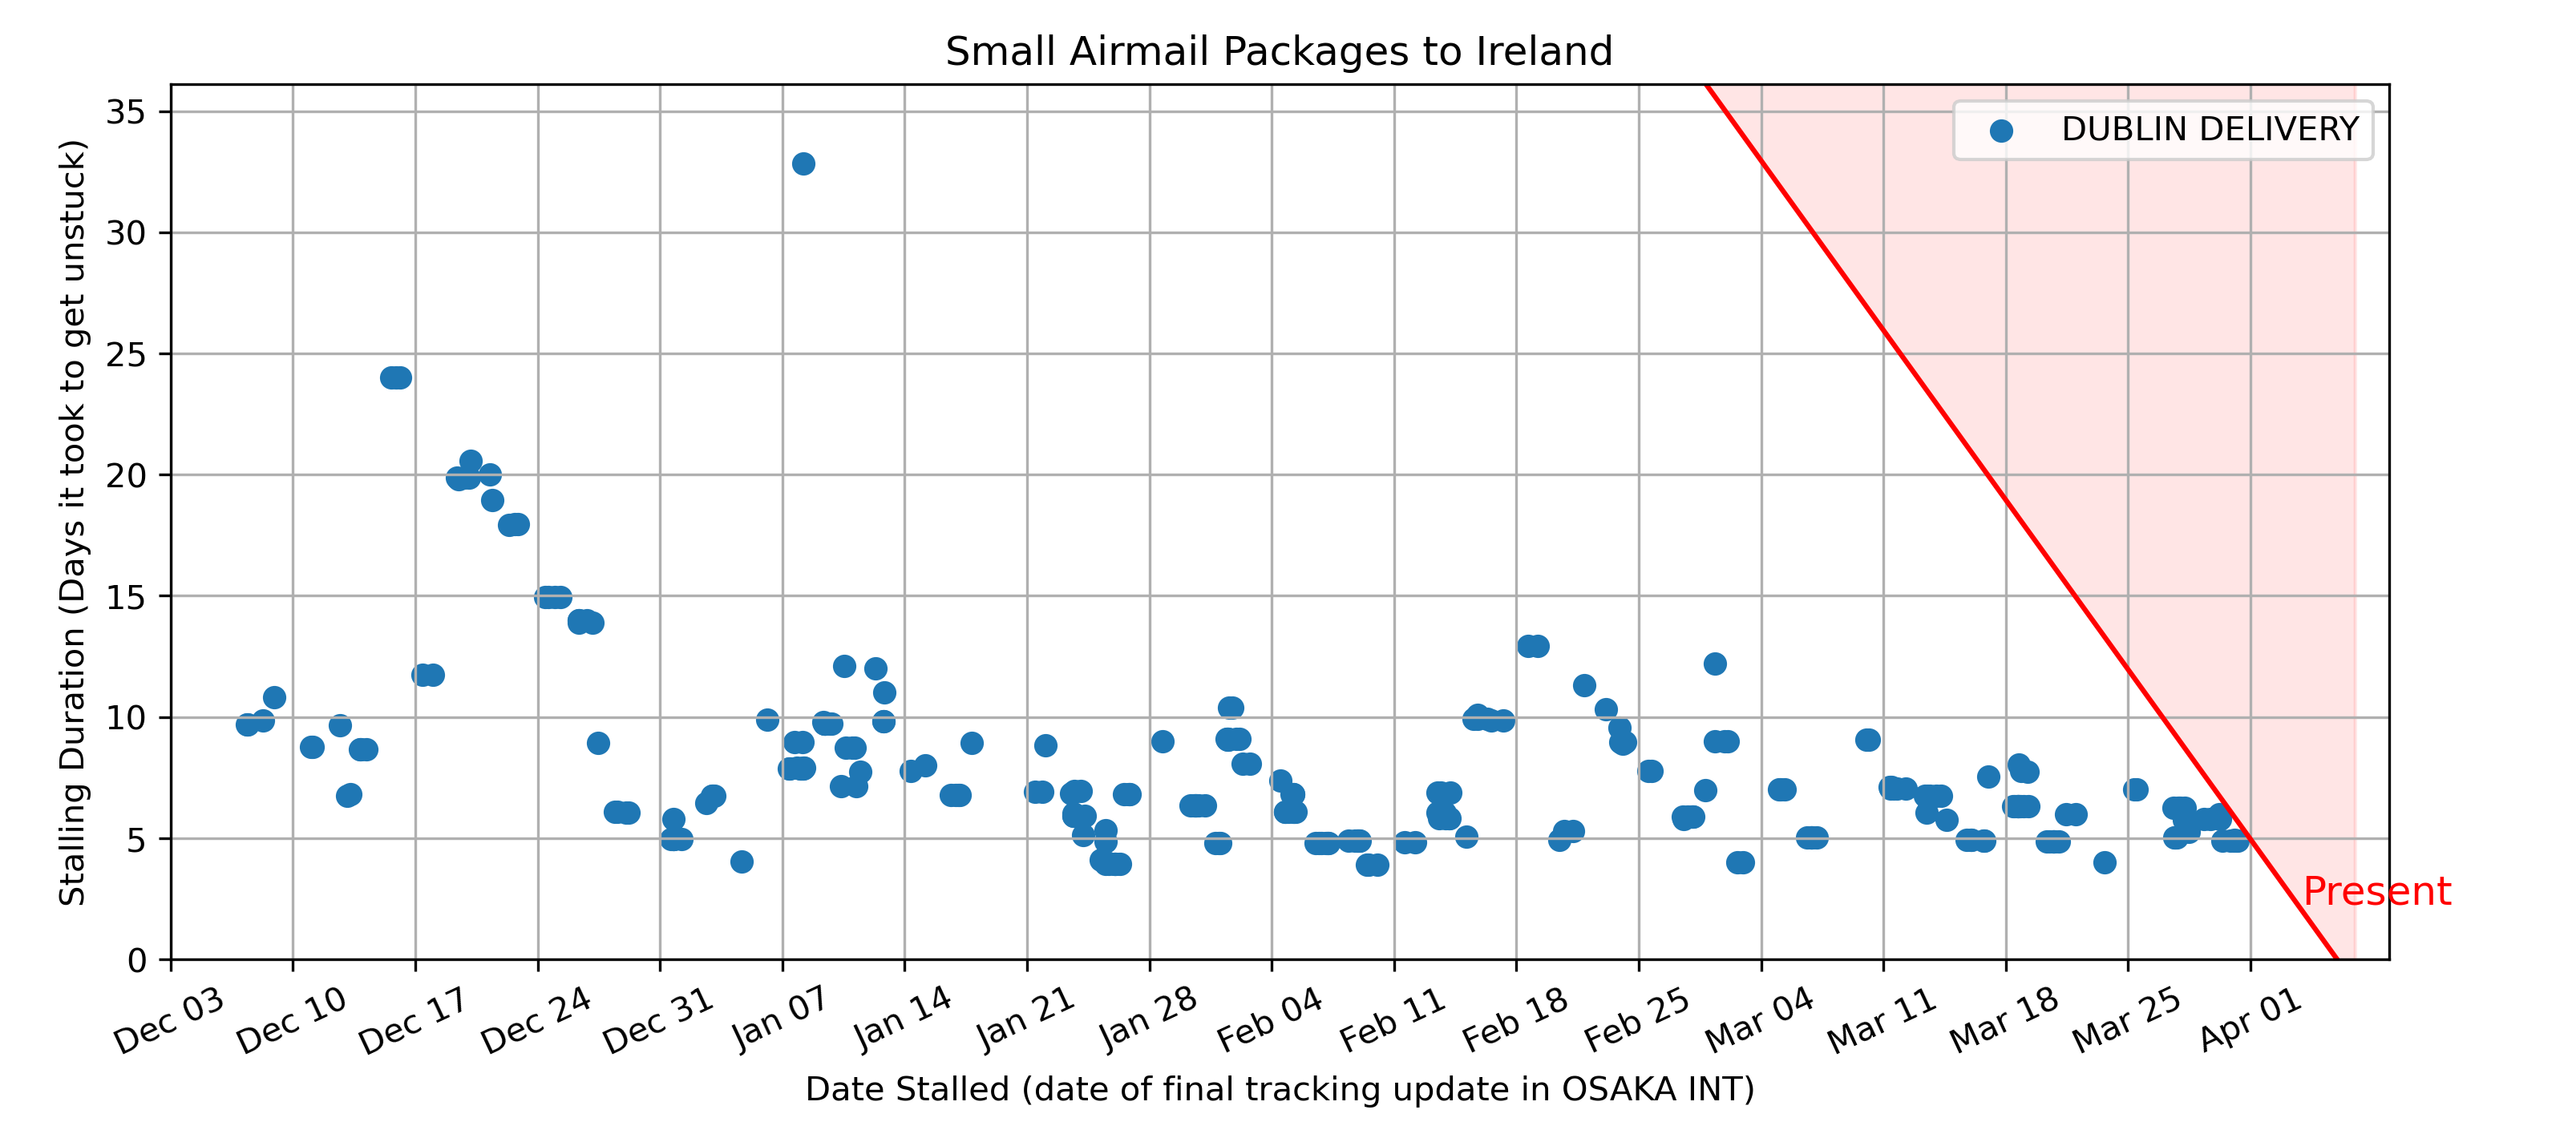 Small Airmail Packages to Ireland
Stalling Duration (Days it took to get unstuck)
35
30
25
20
15
10
5
0
DUBLIN DELIVERY
Present
Dec 03
Dec 10
Dec 17
Dec 24
Dec 31
Jan 07
Jan 14
Jan 21
Jan 28
Feb 04
Feb 11
Feb 18
Feb 25
Mar 04
Mar 11
Mar 18
Mar 25
Apr 01
Date Stalled (date of final tracking update in OSAKA INT)